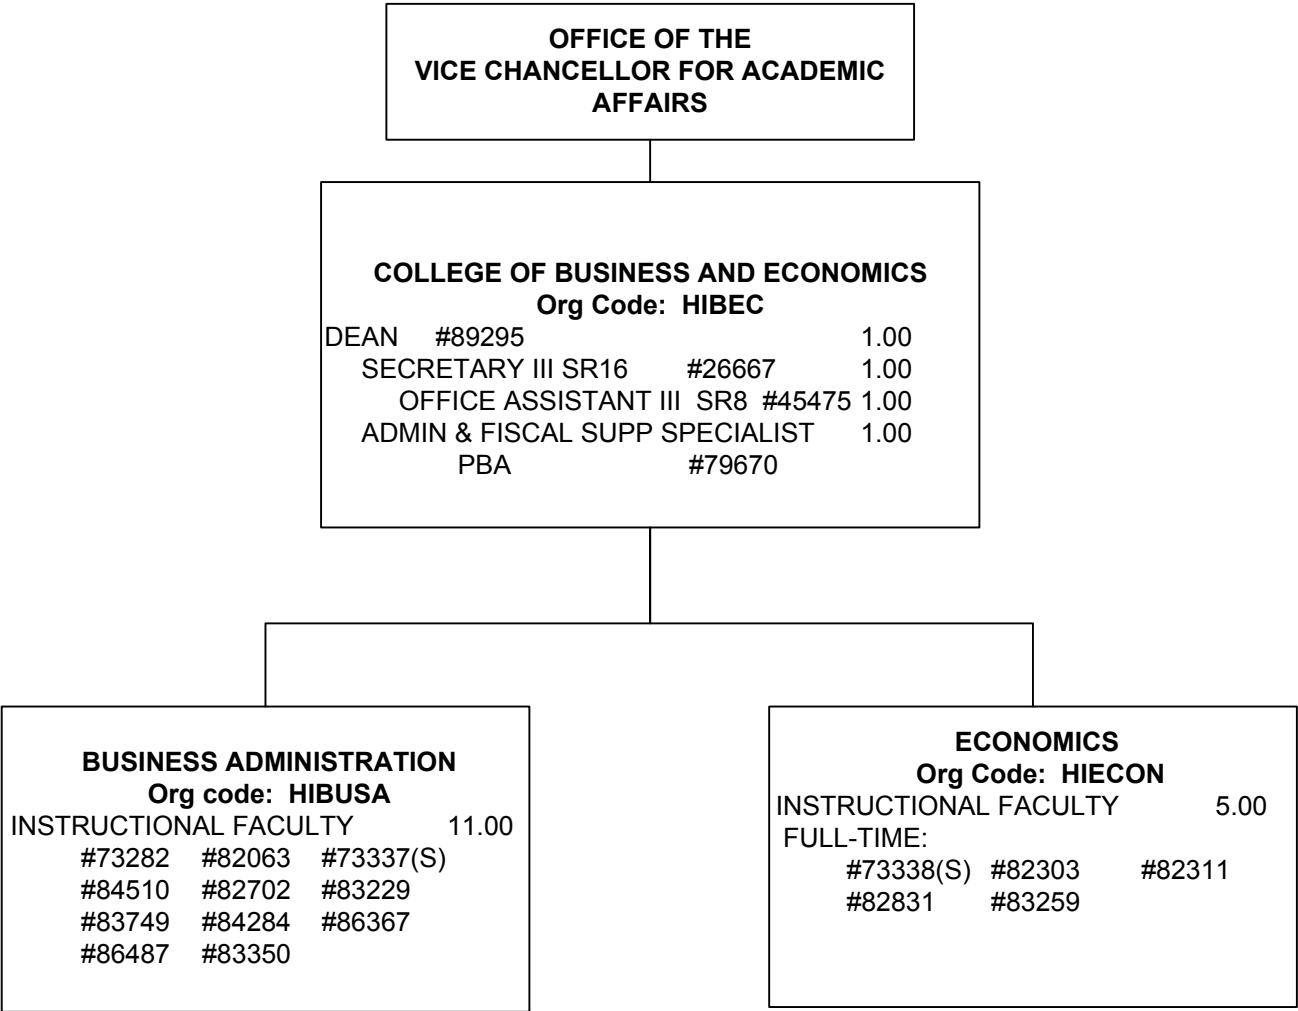 OFFICE OF THE
VICE CHANCELLOR FOR ACADEMIC
AFFAIRS
COLLEGE OF BUSINESS AND ECONOMICS
Org Code: HIBEC
DEAN #89295 1.00
SECRETARY III SR16 #26667 1.00
OFFICE ASSISTANT III SR8 #45475 1.00
ADMIN & FISCAL SUPP SPECIALIST 1.00
PBA #79670
BUSINESS ADMINISTRATION
Org code: HIBUSA
INSTRUCTIONAL FACULTY 11.00
#73282 #82063 #73337(S)
#84510 #82702 #83229
#83749 #84284 #86367
#86487 #83350
ECONOMICS
Org Code: HIECON
INSTRUCTIONAL FACULTY 5.00
FULL-TIME:
#73338(S) #82303 #82311
#82831 #83259